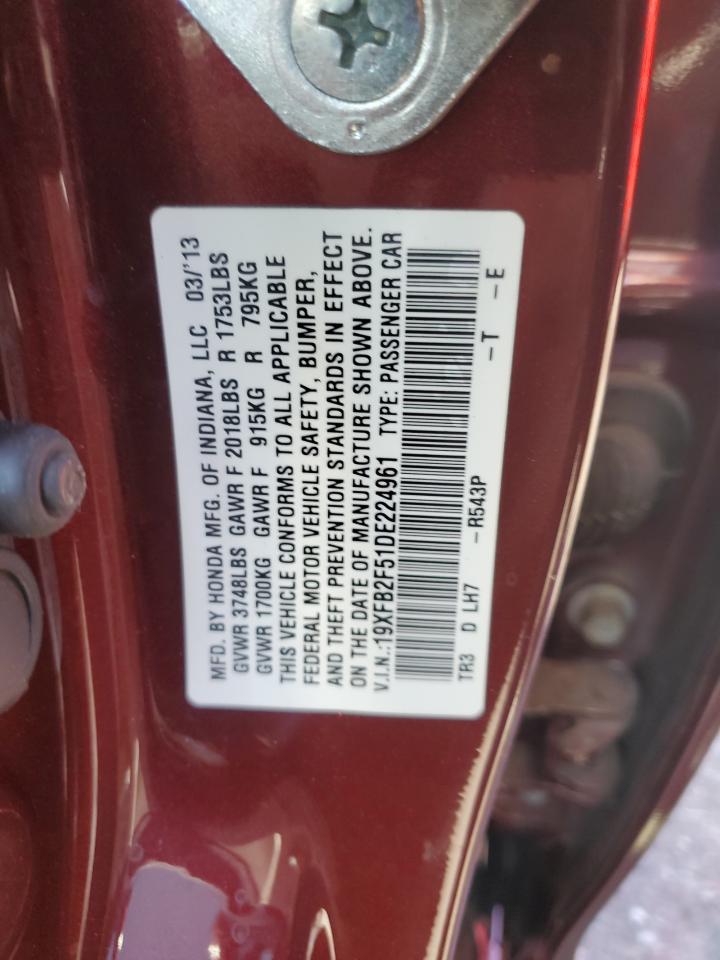 MFD. BY HONDA MFG. OF INDIANA, LLC 03/'13
GVWR 3748LBS GAWR F 2018LBS R 1753LBS
GVWR 1700KG GAWR F 915KG R 795KG
THIS VEHICLE CONFORMS TO ALL APPLICABLE
FEDERAL MOTOR VEHICLE SAFETY, BUMPER,
AND THEFT PREVENTION STANDARDS IN EFFECT
ON THE DATE OF MANUFACTURE SHOWN ABOVE.
V.I.N.:19XFB2F51DE224961 TYPE: PASSENGER CAR
TR3 D LH7 -R543P -T -E